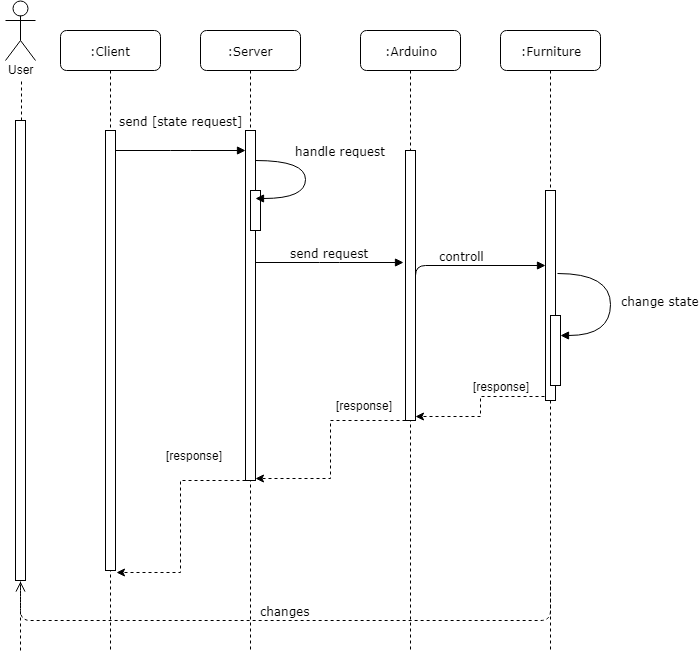 User
:Client
:Server
:Arduino
:Furniture
send [state request]
handle request
send request
controll
change state
[response]
[response]
[response]
changes